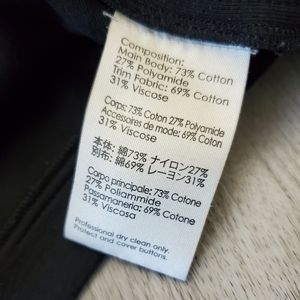 Composition:
Main Body: 73% Cotton
27% Polyamide
Trim Fabric: 69% Cotton
31% Viscose
Corps: 73% Coton 27% Polyamide
Accessoires de mode: 69% Coton
31% Viscose
本体: 綿73% ナイロン27%
別布: 綿69% レーヨン31%
Corpo principale: 73% Cotone
27% Poliammide
Passamaneria: 69% Cotone
31% Viscosa
Professional dry clean only.
Protect and cover buttons.